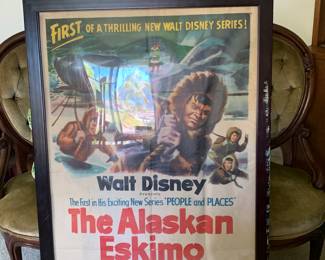 FIRST OF A THRILLING NEW WALT DISNEY SERIES!
Walt Disney
presents
The First in His Exciting New Series "PEOPLE and PLACES"
The Alaskan
Eskimo